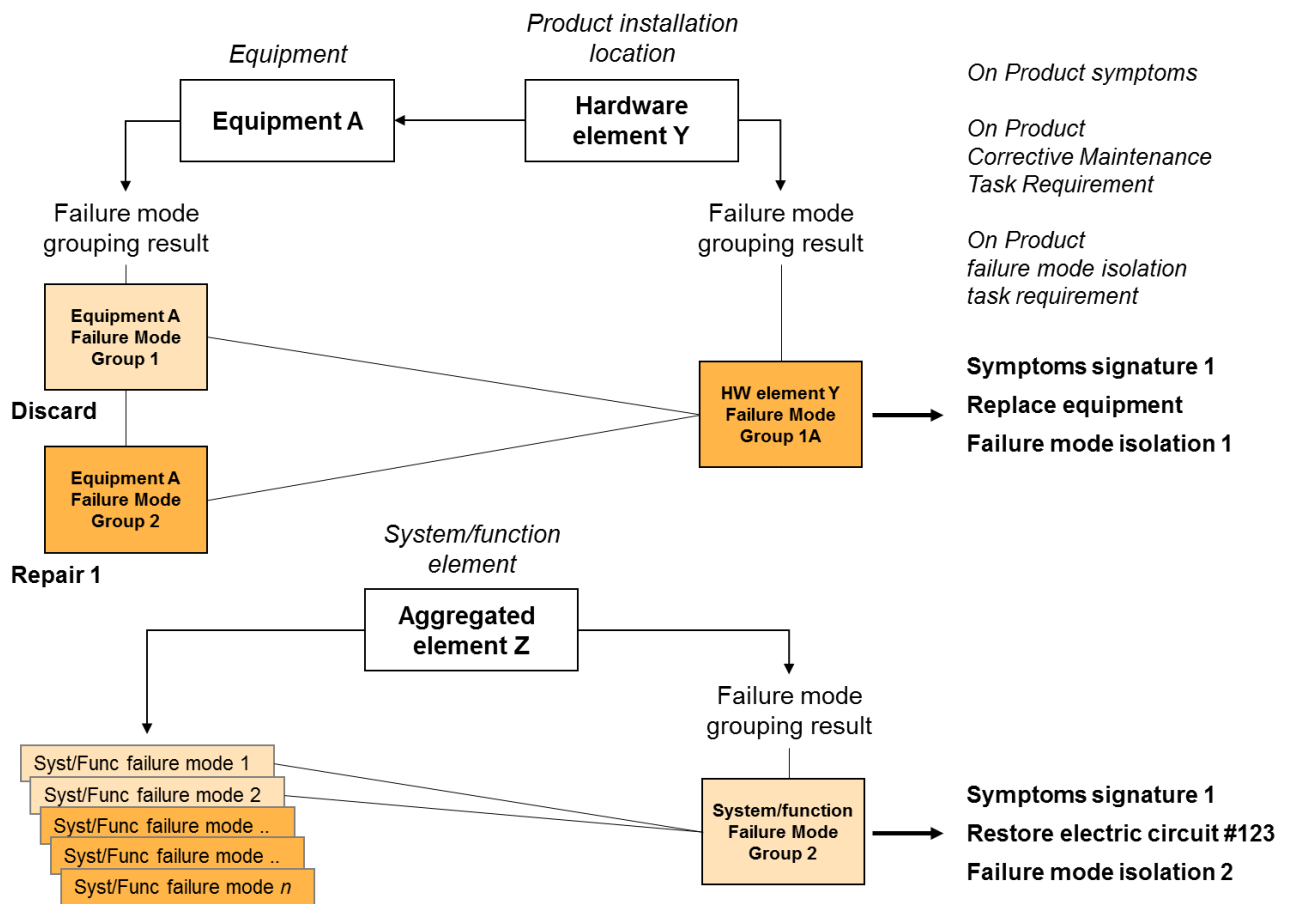 Equipment
Product installation
location
Equipment A
Hardware
element Y
On Product symptoms
On Product
Corrective Maintenance
Task Requirement
On Product
failure mode isolation
task requirement
Failure mode
grouping result
Failure mode
grouping result
Equipment A
Failure Mode
Group 1
Discard
Equipment A
Failure Mode
Group 2
Repair 1
HW element Y
Failure Mode
Group 1A
Symptoms signature 1
Replace equipment
Failure mode isolation 1
System/function
element
Aggregated
element Z
Failure mode
grouping result
Syst/Func failure mode 1
Syst/Func failure mode 2
Syst/Func failure mode ..
Syst/Func failure mode ..
Syst/Func failure mode n
System/function
Failure Mode
Group 2
Symptoms signature 1
Restore electric circuit #123
Failure mode isolation 2